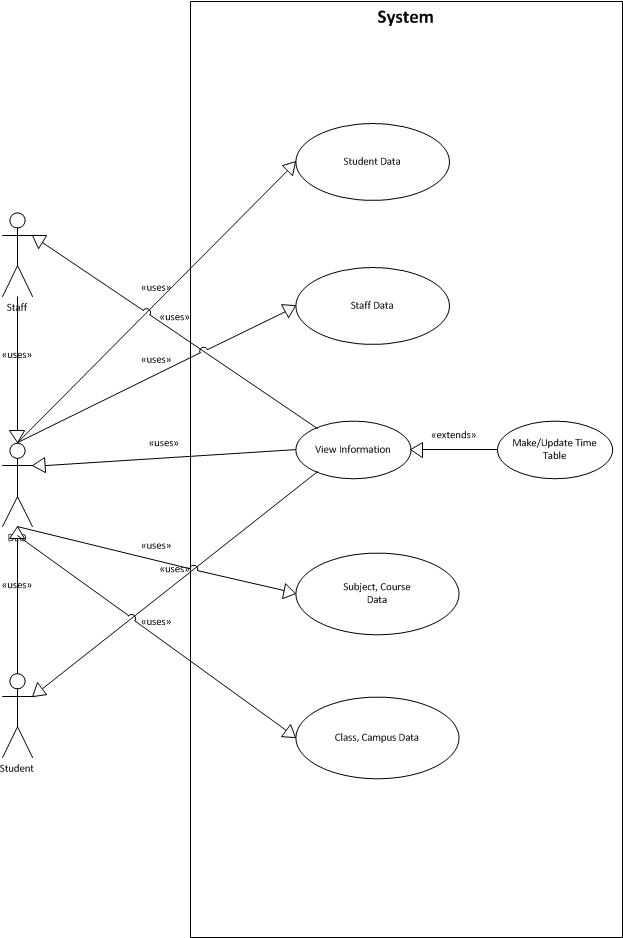 System
Student Data
«uses»
Staff
«uses»
Staff Data
«uses»
«uses»
«uses»
View Information
«extends»
Make/Update Time
Table
«uses»
«uses»
«uses»
Subject, Course
Data
«uses»
Class, Campus Data
Student